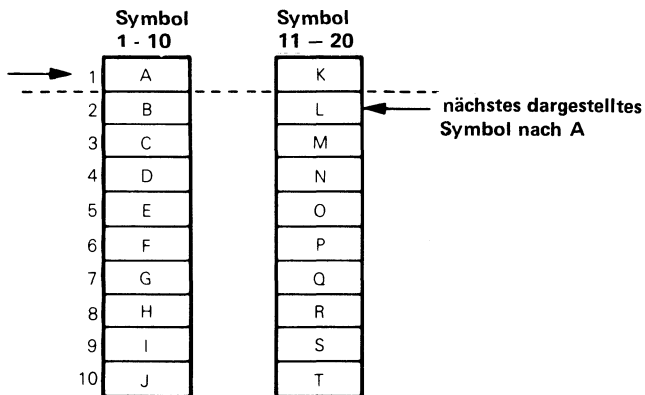 Symbol Symbol
1 - 10 11 – 20
1 A K
2 B L nächstes dargestelltes
3 C M Symbol nach A
4 D N
5 E O
6 F P
7 G Q
8 H R
9 I S
10 J T